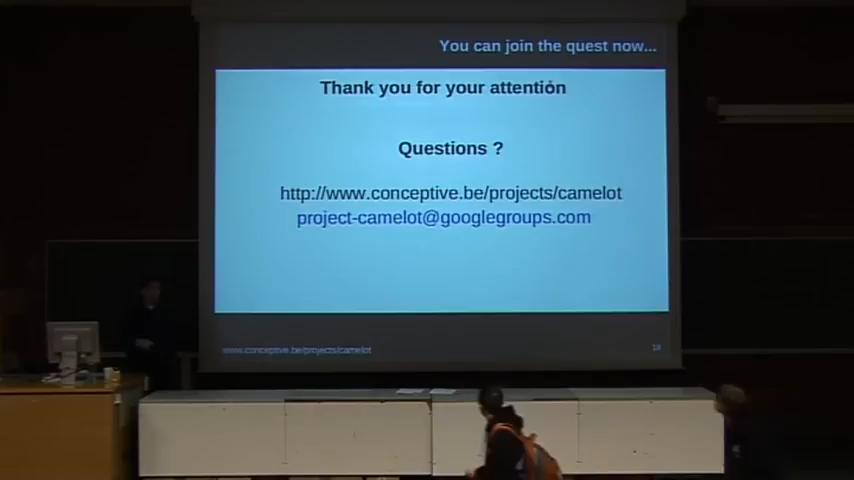 You can join the quest now...
Thank you for your attention
Questions ?
http://www.conceptive.be/projects/camelot
project-camelot@googlegroups.com
www.conceptive.be/projects/camelot